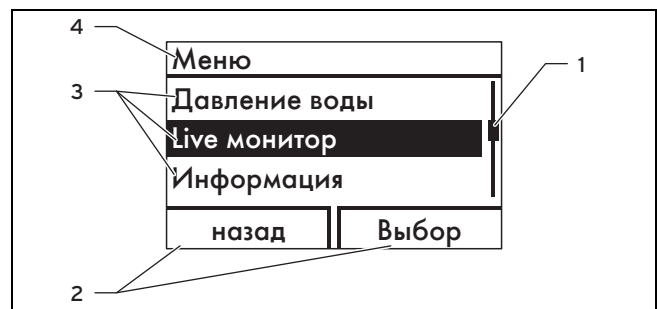 4
Меню
1
3
Давление воды
Live монитор
Информация
назад Выбор
2